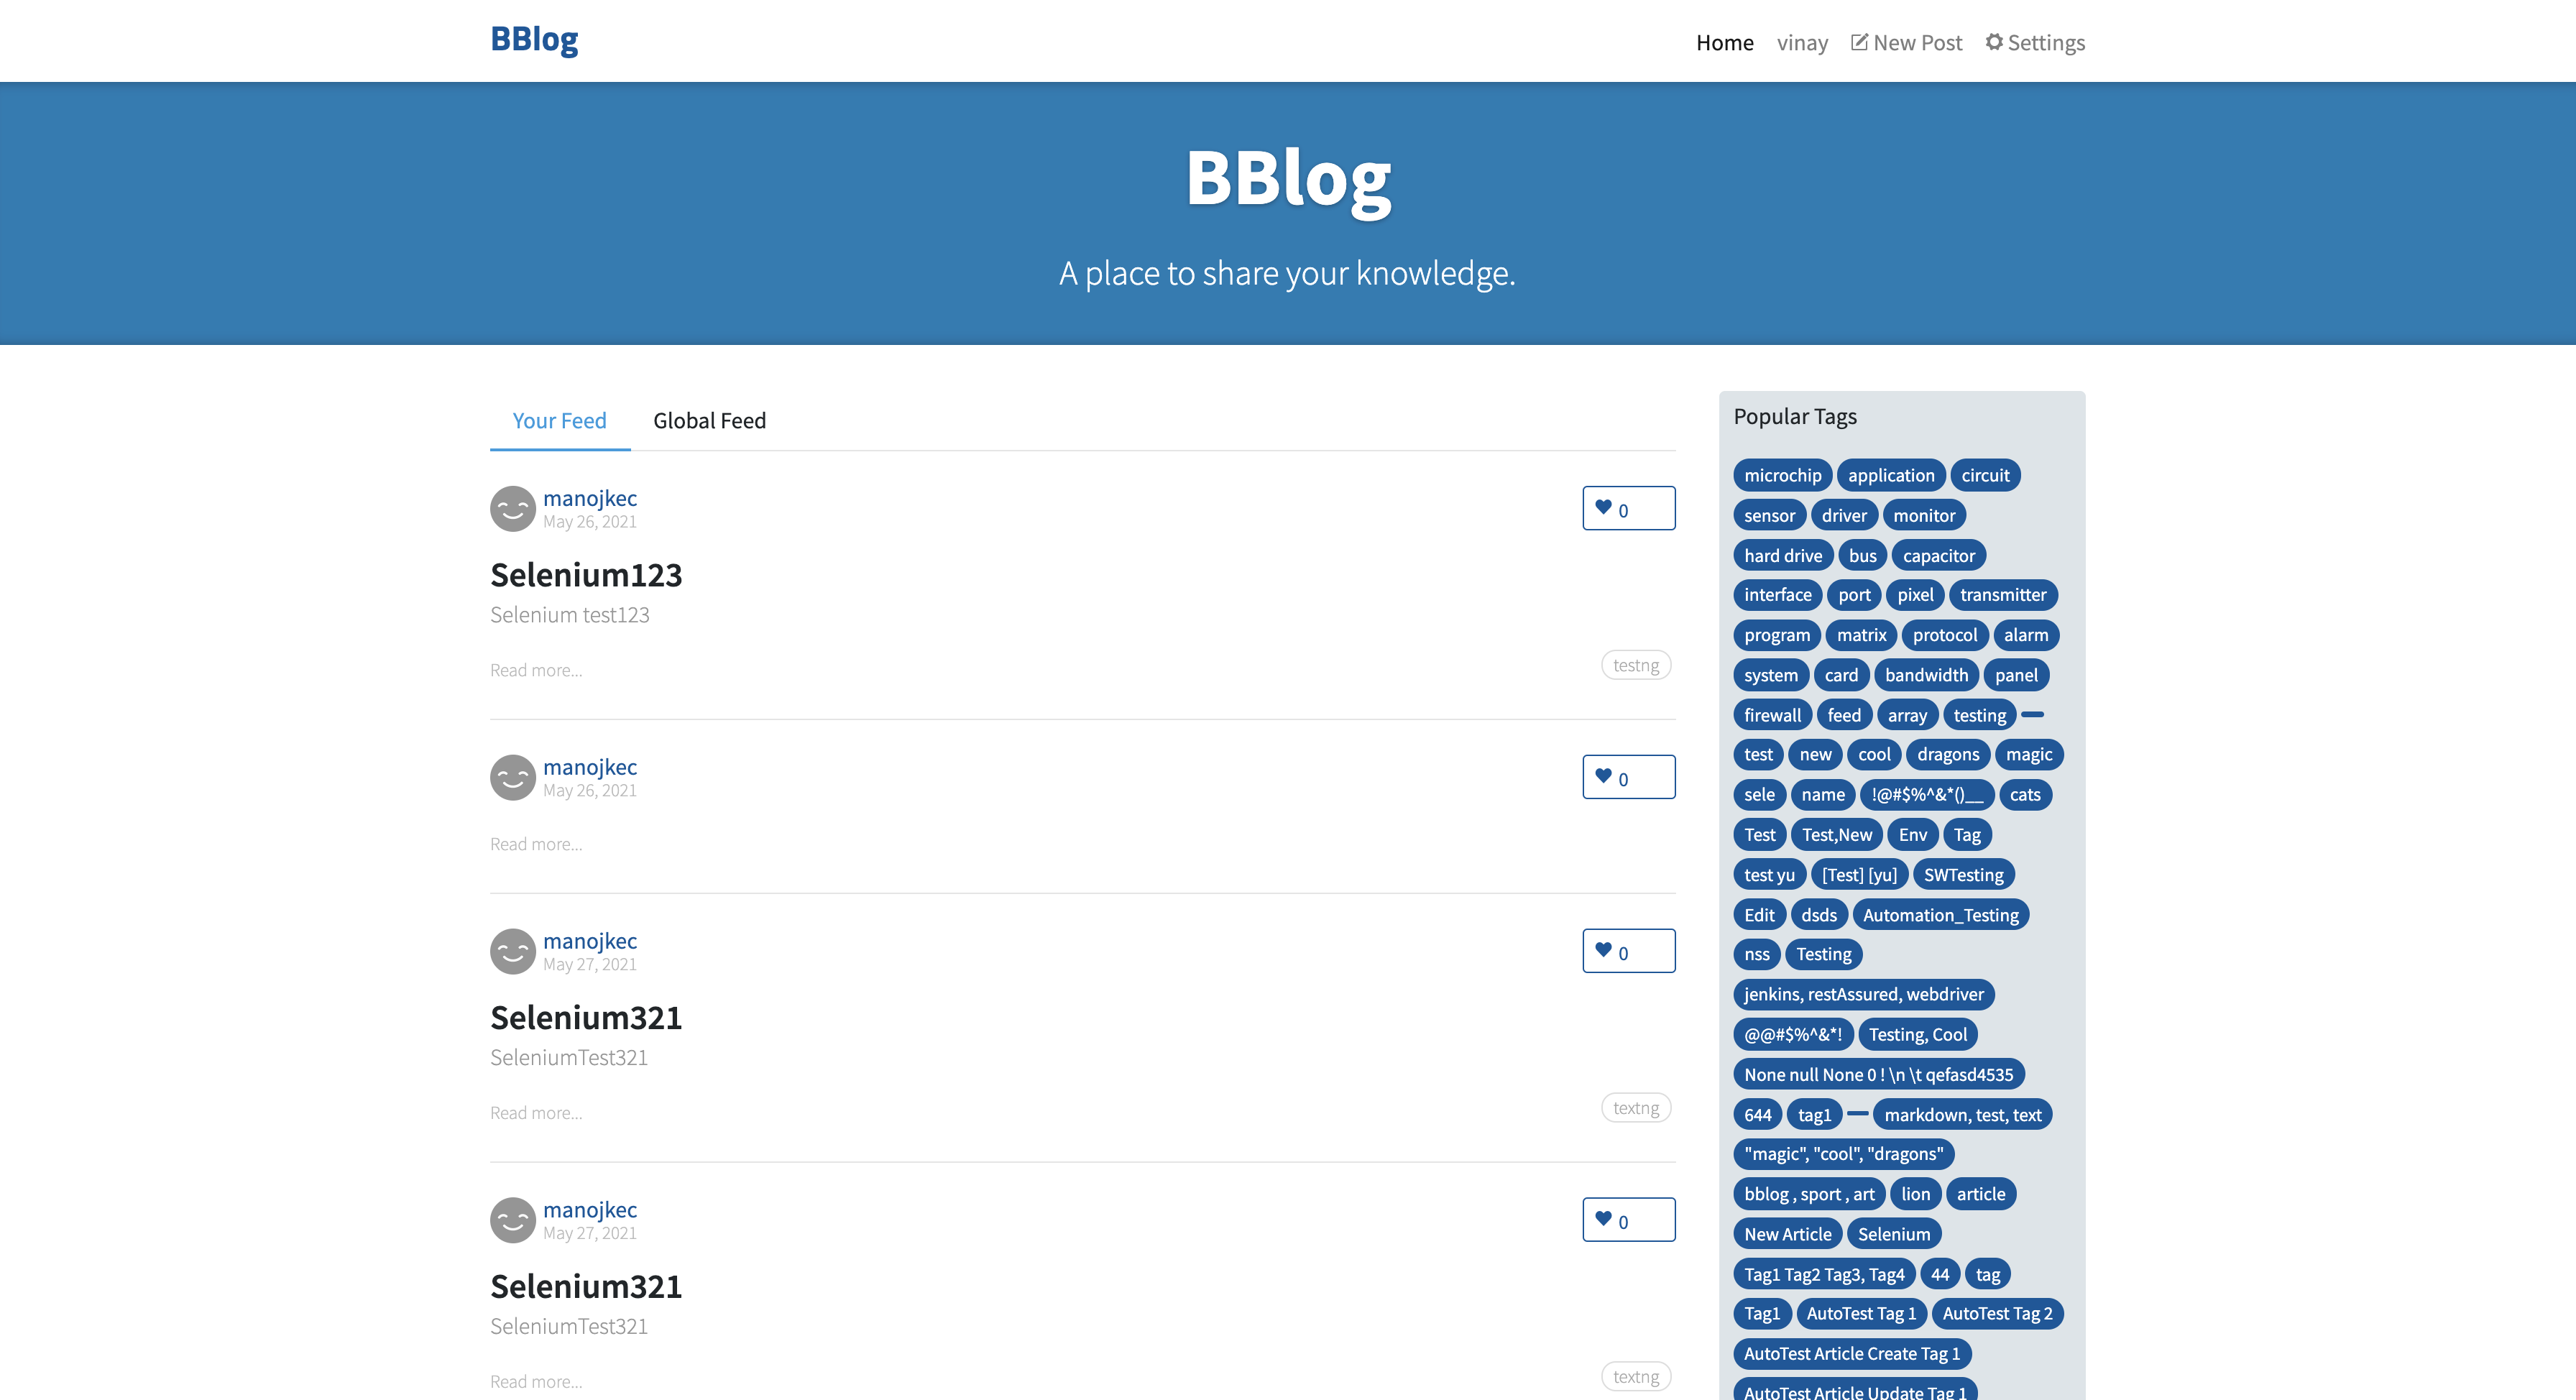 BBlog
Home vinay New Post Settings
BBlog
A place to share your knowledge.
Your Feed Global Feed
manojkec
May 26, 2021
0
Selenium123
Selenium test123
Read more...
testng
manojkec
May 26, 2021
0
Read more...
manojkec
May 27, 2021
0
Selenium321
SeleniumTest321
Read more...
textng
manojkec
May 27, 2021
0
Selenium321
SeleniumTest321
Read more...
textng
Popular Tags
microchip application circuit
sensor driver monitor
hard drive bus capacitor
interface port pixel transmitter
program matrix protocol alarm
system card bandwidth panel
firewall feed array testing
test new cool dragons magic
sele name !@#$%^&*()__ cats
Test Test,New Env Tag
test yu [Test] [yu] SWTesting
Edit dsds Automation_Testing
nss Testing
jenkins, restAssured, webdriver
@@#$%^&*! Testing, Cool
None null None 0 ! \n \t qefasd4535
644 tag1 markdown, test, text
"magic", "cool", "dragons"
bblog , sport , art lion article
New Article Selenium
Tag1 Tag2 Tag3, Tag4 44 tag
Tag1 AutoTest Tag 1 AutoTest Tag 2
AutoTest Article Create Tag 1
AutoTest Article Update Tag 1